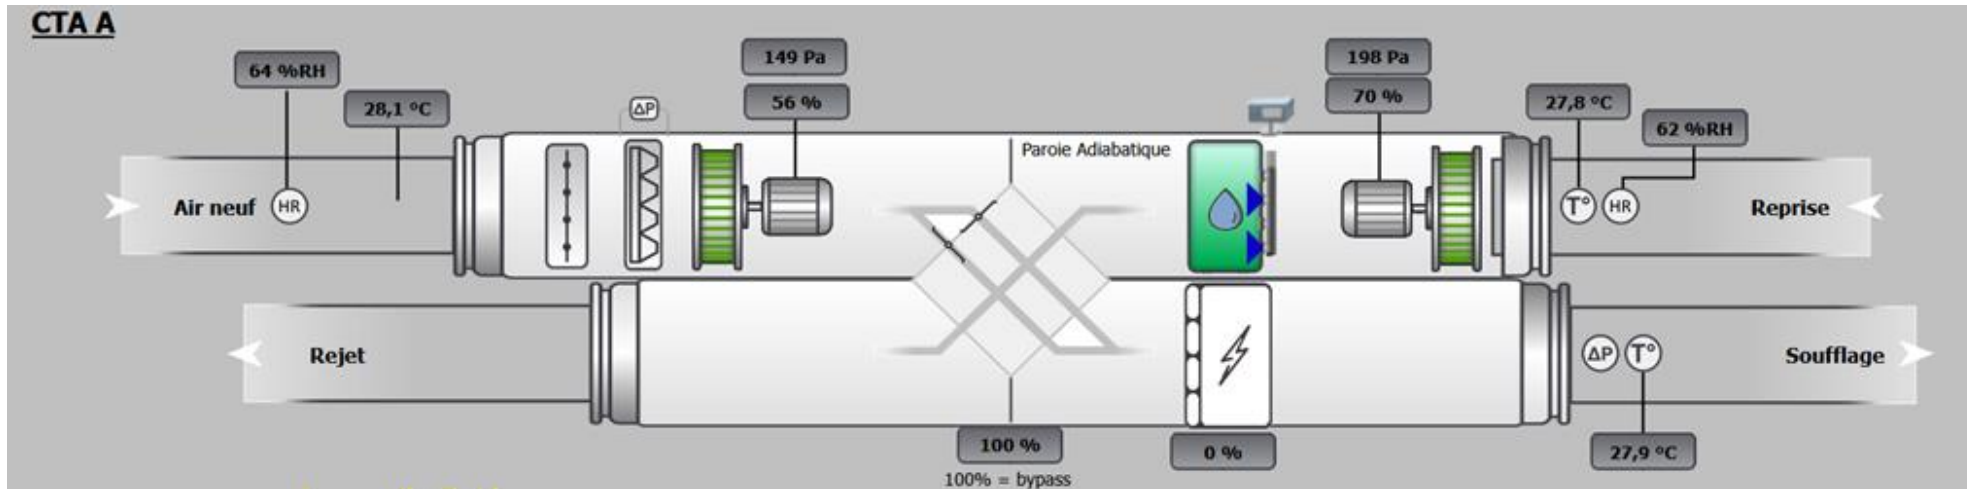 CTA A
64 %RH
28,1 °C
ΔP
149 Pa
56 %
198 Pa
70 %
27,8 °C
62 %RH
Paroie Adiabatique
Air neuf
HR
T°
HR
Reprise
Rejet
ΔP
T°
Soufflage
100 %
0 %
27,9 °C
100% = bypass